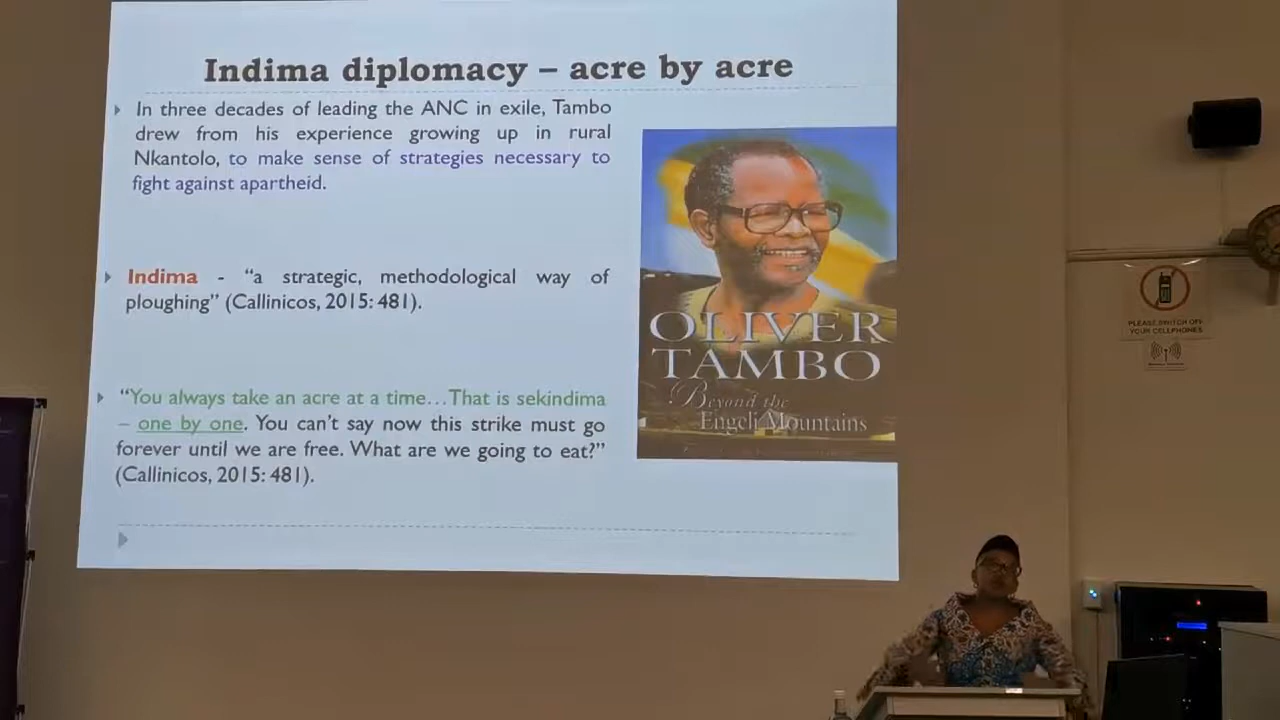 Indima diplomacy – acre by acre
In three decades of leading the ANC in exile, Tambo
drew from his experience growing up in rural
Nkantolo, to make sense of strategies necessary to
fight against apartheid.
Indima - “a strategic, methodological way of
ploughing” (Callinicos, 2015: 481).
“You always take an acre at a time…That is sekindima
– one by one. You can’t say now this strike must go
forever until we are free. What are we going to eat?”
(Callinicos, 2015: 481).
OLIVER
TAMBO
Beyond the
Engeli Mountains
PLEASE SWITCH OFF
YOUR CELLPHONES